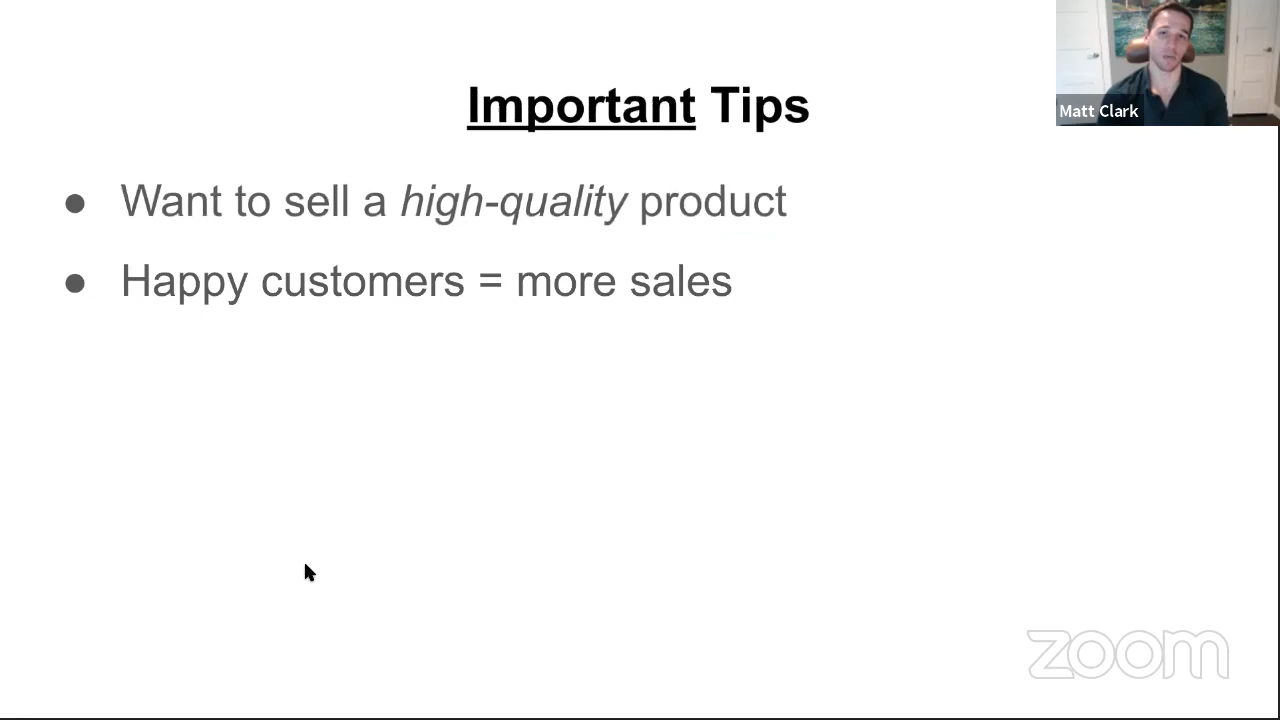 Important Tips
Matt Clark
● Want to sell a high-quality product
● Happy customers = more sales
zoom